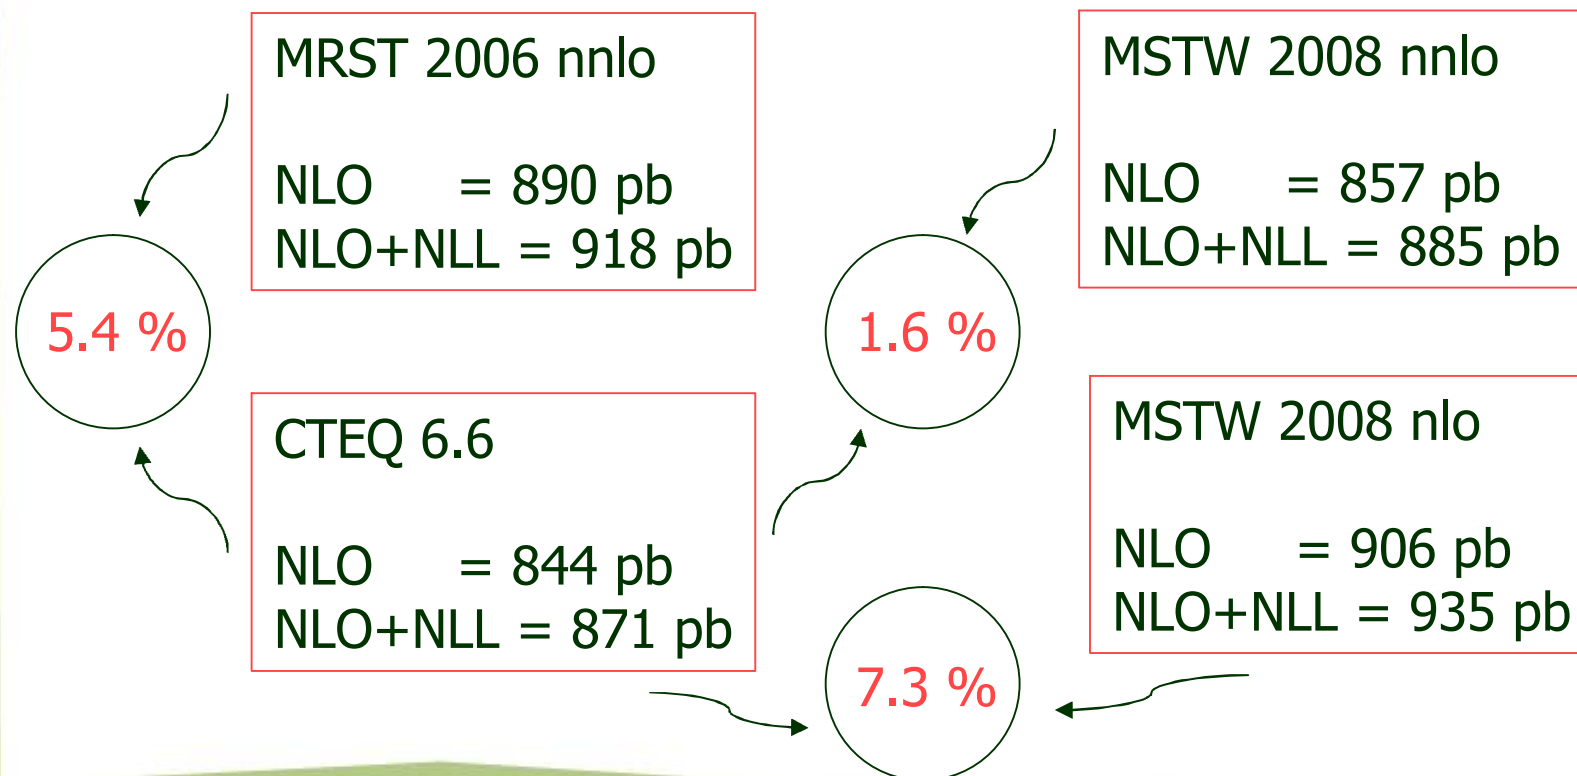 MRST 2006 nnlo
NLO = 890 pb
NLO+NLL = 918 pb
MSTW 2008 nnlo
NLO = 857 pb
NLO+NLL = 885 pb
5.4 %
1.6 %
CTEQ 6.6
NLO = 844 pb
NLO+NLL = 871 pb
MSTW 2008 nlo
NLO = 906 pb
NLO+NLL = 935 pb
7.3 %